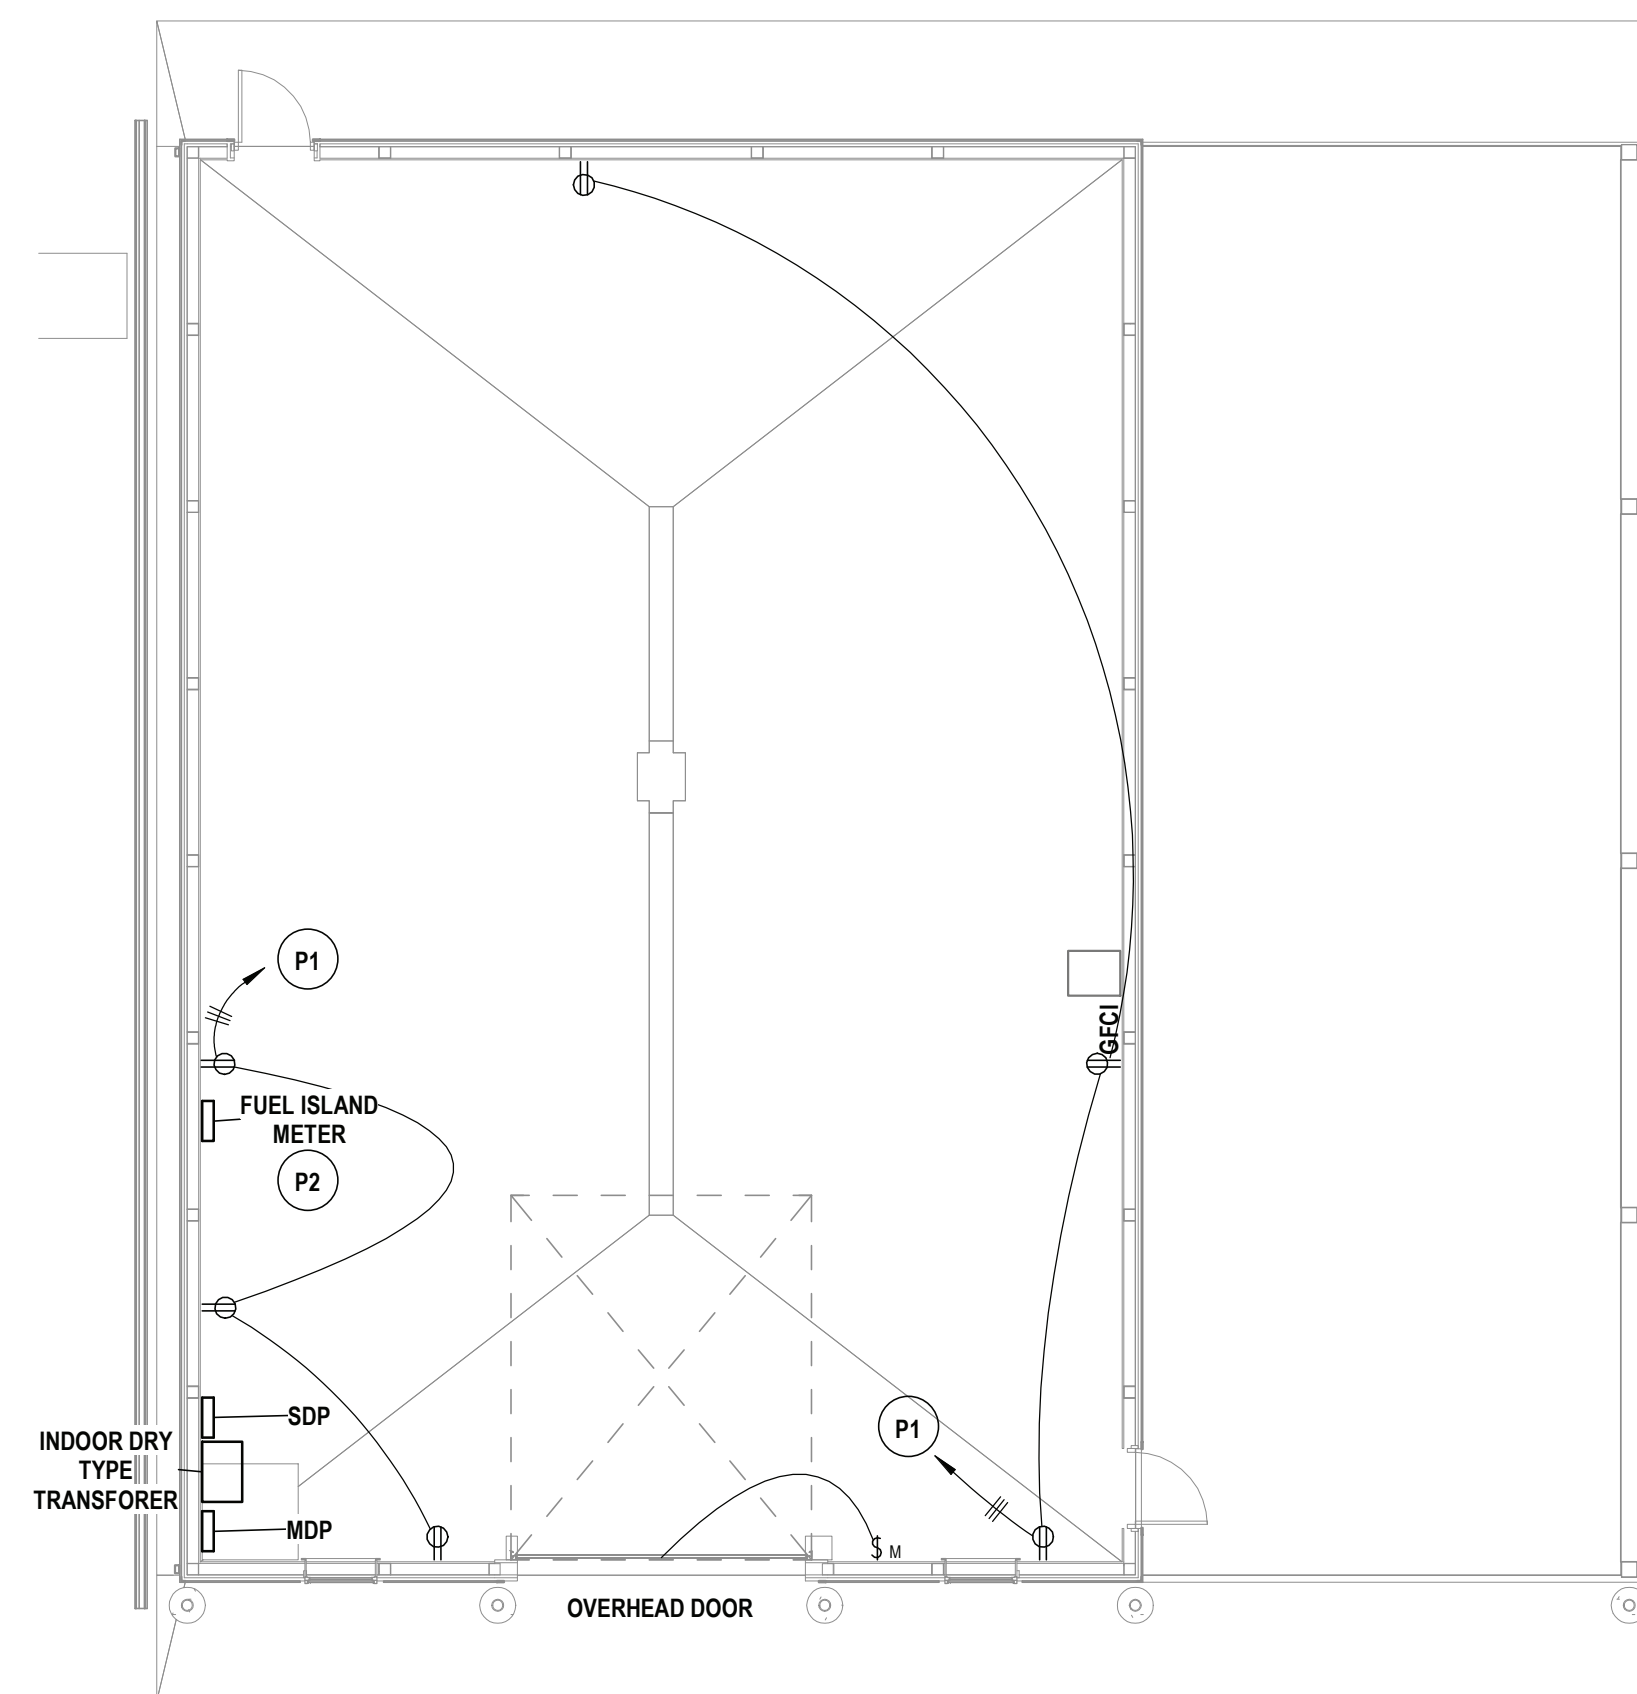 P1
GFCI
FUEL ISLAND
METER
P2
SDP
INDOOR DRY
TYPE
TRANSFORER
MDP
P1
$ M
OVERHEAD DOOR